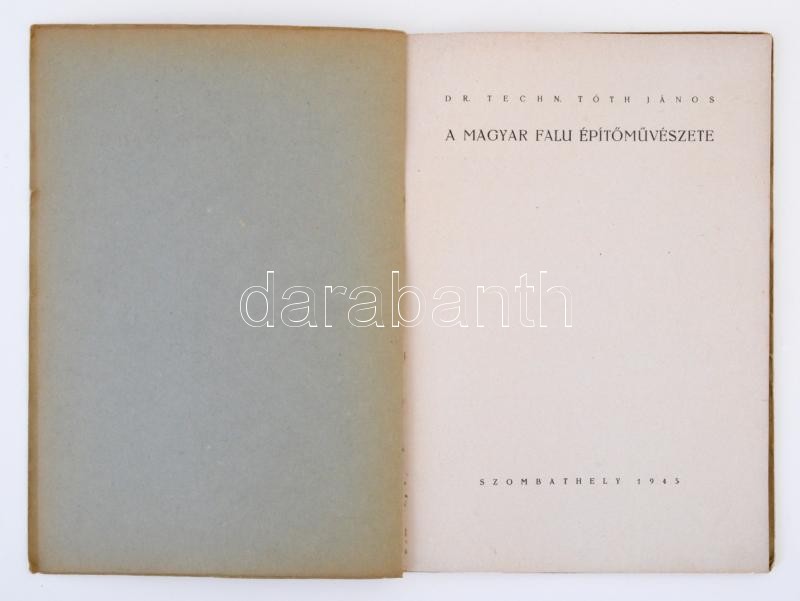 DR. TECHN. TÓTH JÁNOS
A MAGYAR FALU ÉPÍTŐMŰVÉSZETE
darabanth
SZOMBATHELY 1945